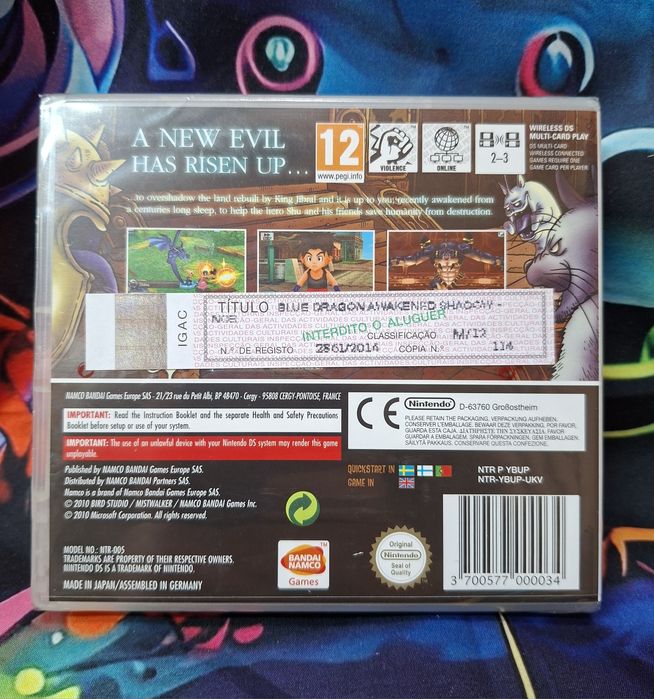 A NEW EVIL
HAS RISEN UP...
12
www.pegi.info
VIOLENCE
ONLINE
2-3
WIRELESS DS
MULTI-CARD PLAY
DS MULTI-CARD
WIRELESS CONNECTED
GAMES REQUIRE ONE
GAME CARD PER PLAYER
...to overshadow the land rebuilt by King Jibral and it is up to you, recently awakened from
a centuries long sleep, to help the hero Shu and his friends save humanity from destruction.
IGAC
TÍTULO BLUE DRAGON AWAKENED SHADOW -
INTERDITO O ALUGUER
CLASSIFICAÇÃO M/12
N.º DE REGISTO 2561/2014 CÓPIA N.º 114
NAMCO BANDAI Games Europe SAS - 21/23 rue du Petit Albi, BP 48470 - Cergy - 95808 CERGY PONTOISE, FRANCE
IMPORTANT: Read the Instruction Booklet and the separate Health and Safety Precautions
Booklet before setup or use of your system.
IMPORTANT: The use of an unlawful device with your Nintendo DS system may render this game
unplayable.
CE
Nintendo D-63760 Großostheim
PLEASE RETAIN THE PACKAGING. VERPACKUNG AUFHEBEN.
CONSERVER L'EMBALLAGE. BEWAAR DEZE VERPAKKING. POR FAVOR,
GUARDA ESTA CAJA. ΔΙΑΤΗΡΗΣΤΕ ΤΗΝ ΣΥΣΚΕΥΑΣΙΑ. FAVOR
GUARDAR A EMBALAGEM. SPARA FÖRPACKNINGEN. GEM EMBALLAGEN.
SÄILYTÄ PAKKAUS. CONSERVARE QUESTA CONFEZIONE.
Published by NAMCO BANDAI Games Europe SAS.
Distributed by NAMCO BANDAI Partners SAS.
Namco is a brand of Namco Bandai Games Europe SAS.
© 2010 BIRD STUDIO / MISTWALKER / NAMCO BANDAI Games Inc.
© 2010 Microsoft Corporation. All rights reserved.
QUICKSTART IN
GAME IN
NTR P YBUP
NTR-YBUP-UKV
MODEL NO.: NTR-005
TRADEMARKS ARE PROPERTY OF THEIR RESPECTIVE OWNERS.
NINTENDO DS IS A TRADEMARK OF NINTENDO.
MADE IN JAPAN/ASSEMBLED IN GERMANY
BANDAI
NAMCO
Games
Original
Nintendo
Seal of
Quality
3 700577 000034